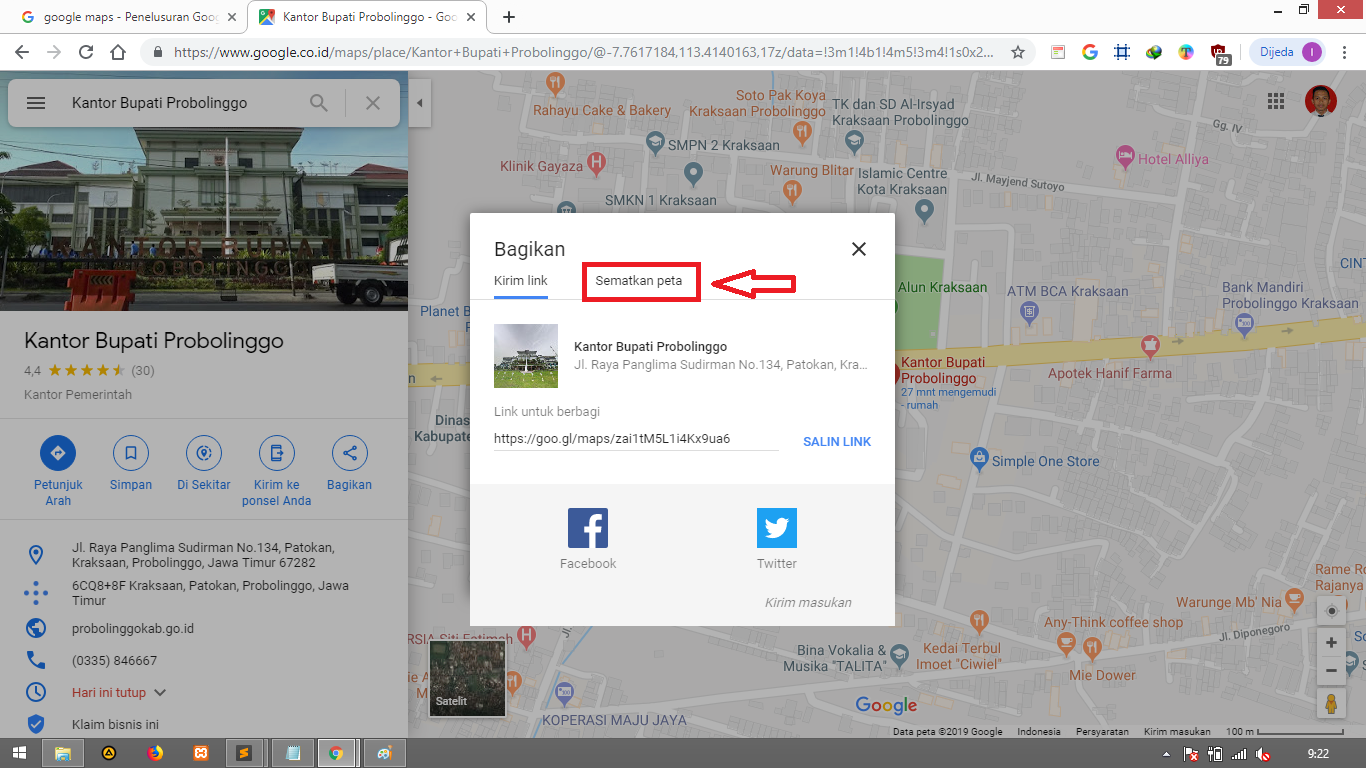 google maps - Penelusuran Goo
Kantor Bupati Probolinggo - Goo
https://www.google.co.id/maps/place/Kantor+Bupati+Probolinggo/@-7.7617184,113.4140163,17z/data=!3m1!4b1!4m5!3m4!1s0x2...
79
Dijeda
I
Kantor Bupati Probolinggo
KANTOR BUPATI
PROBOLINGGO
Kantor Bupati Probolinggo
4,4
(30)
Kantor Pemerintah
Petunjuk
Arah
Simpan
Di Sekitar
Kirim ke
ponsel Anda
Bagikan
Jl. Raya Panglima Sudirman No.134, Patokan,
Kraksaan, Probolinggo, Jawa Timur 67282
6CQ8+8F Kraksaan, Patokan, Probolinggo, Jawa
Timur
probolinggokab.go.id
(0335) 846667
Hari ini tutup
Klaim bisnis ini
Bagikan
Kirim link
Sematkan peta
Kantor Bupati Probolinggo
Jl. Raya Panglima Sudirman No.134, Patokan, Kra...
Link untuk berbagi
https://goo.gl/maps/zai1tM5L1i4Kx9ua6
SALIN LINK
Facebook
Twitter
Kirim masukan
Rahayu Cake & Bakery
Soto Pak Koya
Kraksaan Probolinggo
TK dan SD Al-Irsyad
Kraksaan Probolinggo
Gg. IV
SMPN 2 Kraksaan
Hotel Alliya
Klinik Gayaza
Warung Blitar
Islamic Centre
Kota Kraksaan
Jl. Mayjend Sutoyo
SMKN 1 Kraksaan
CINT
Alun Kraksaan
ATM BCA Kraksaan
Bank Mandiri
Probolinggo Kraksaan
Planet B
Kantor Bupati
Probolinggo
27 mnt mengemudi
- rumah
Apotek Hanif Farma
Dinas
Kabupate
Simple One Store
Rame Ro
Rajanya
Warunge Mb' Nia
Any-Think coffee shop
Jl. Diponegoro
RSIA Siti Fatimah
Jl.
Bina Vokalia &
Musika "TALITA"
Kedai Terbul
Imoet "Ciwiel"
Mie Dower
Satelit
KOPERASI MAJU JAYA
Google
Data peta ©2019 Google
Indonesia
Persyaratan
Kirim masukan
100 m
9:22